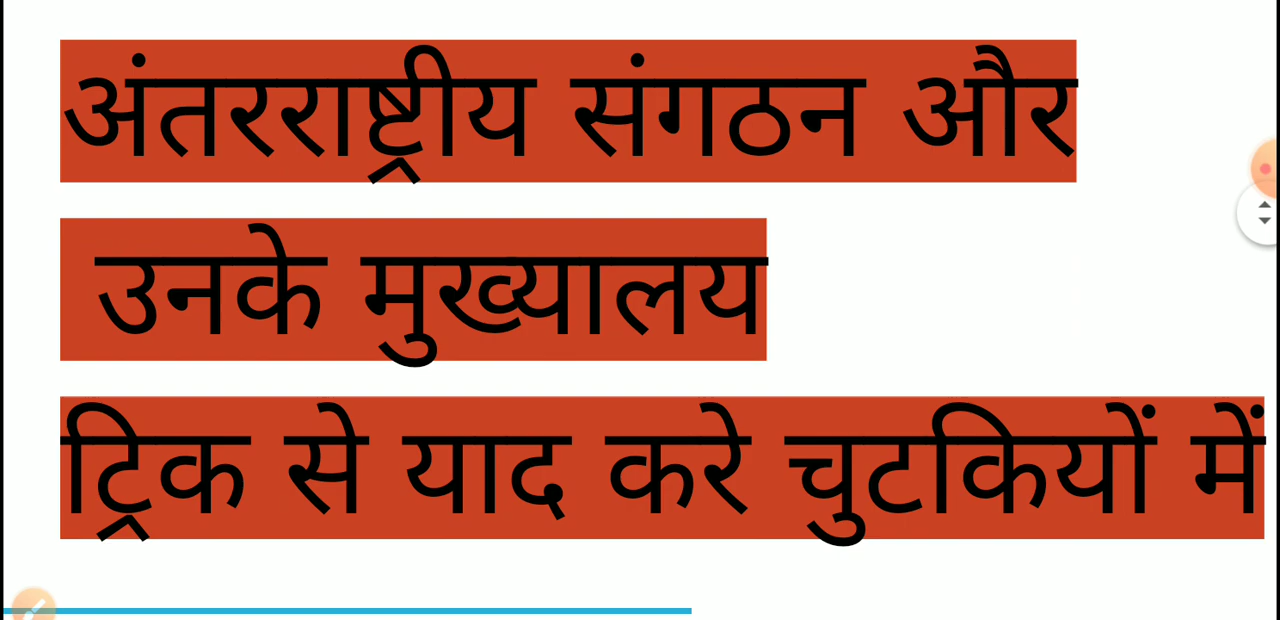 अंतरराष्ट्रीय संगठन और
उनके मुख्यालय
ट्रिक से याद करे चुटकियों में